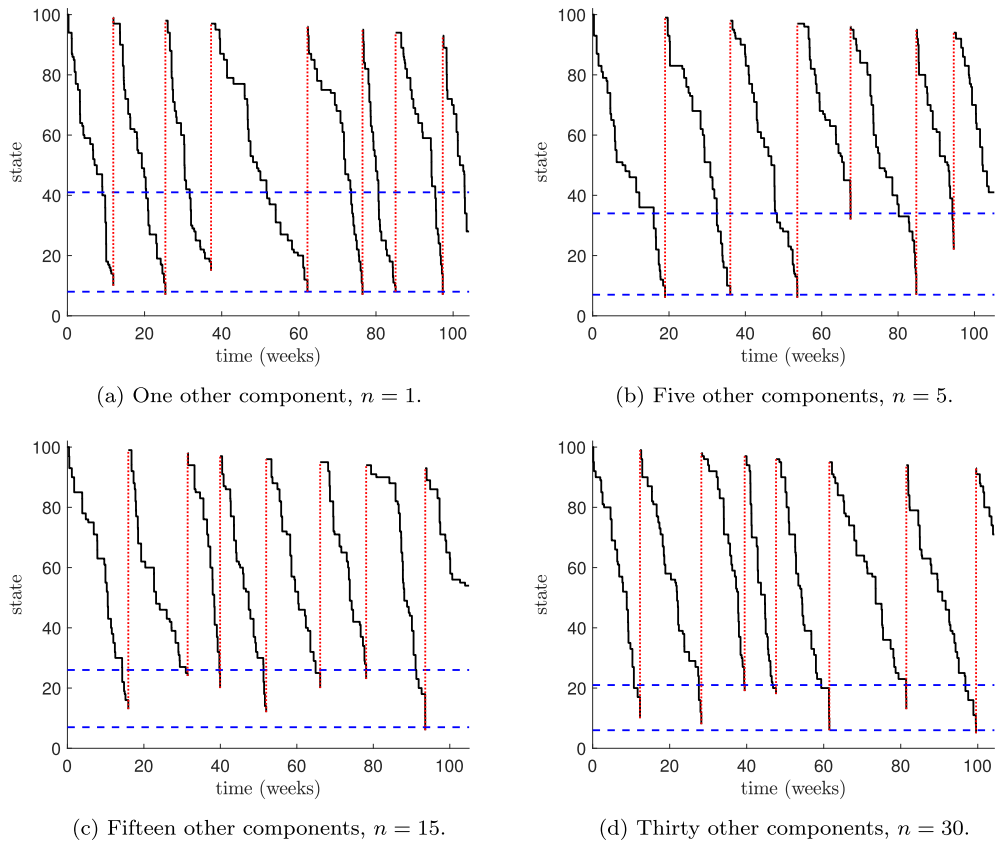 100
80
60
40
20
0
state
0 20 40 60 80 100
time (weeks)
(a) One other component, n = 1.
100
80
60
40
20
0
state
0 20 40 60 80 100
time (weeks)
(b) Five other components, n = 5.
100
80
60
40
20
0
state
0 20 40 60 80 100
time (weeks)
(c) Fifteen other components, n = 15.
100
80
60
40
20
0
state
0 20 40 60 80 100
time (weeks)
(d) Thirty other components, n = 30.